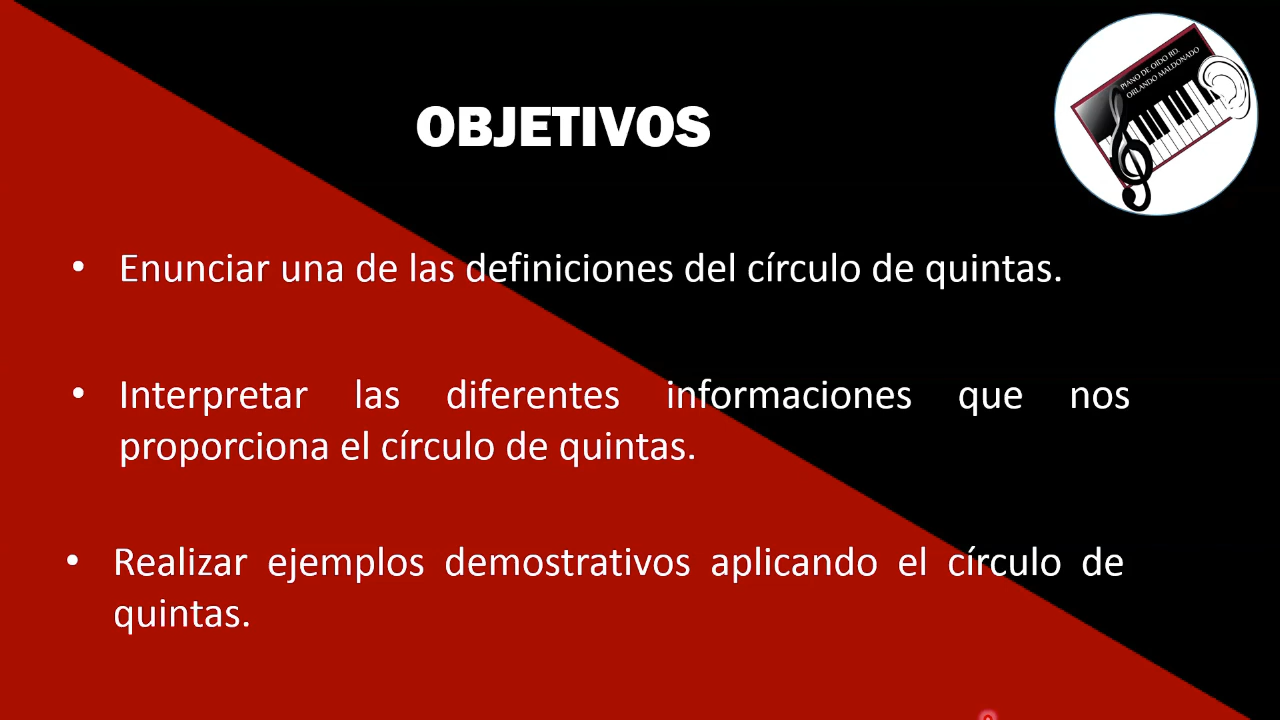 PIANO DE OIDO RD.
ORLANDO MALDONADO
OBJETIVOS
• Enunciar una de las definiciones del círculo de quintas.
• Interpretar las diferentes informaciones que nos
proporciona el círculo de quintas.
• Realizar ejemplos demostrativos aplicando el círculo de
quintas.